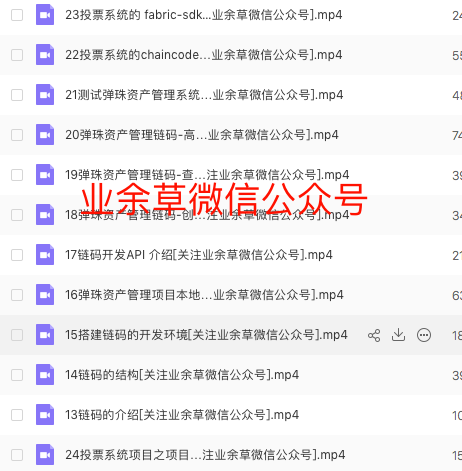 23投票系统的 fabric-sdk...业余草微信公众号].mp4
22投票系统的chaincode...业余草微信公众号].mp4
21测试弹珠资产管理系统...业余草微信公众号].mp4
20弹珠资产管理链码-高...业余草微信公众号].mp4
19弹珠资产管理链码-查...注业余草微信公众号].mp4
业余草微信公众号
18弹珠资产管理链码-创...注业余草微信公众号].mp4
17链码开发API 介绍[关注业余草微信公众号].mp4
16弹珠资产管理项目本地...业余草微信公众号].mp4
15搭建链码的开发环境[关注业余草微信公众号].mp4
14链码的结构[关注业余草微信公众号].mp4
13链码的介绍[关注业余草微信公众号].mp4
24投票系统项目之项目...注业余草微信公众号].mp4